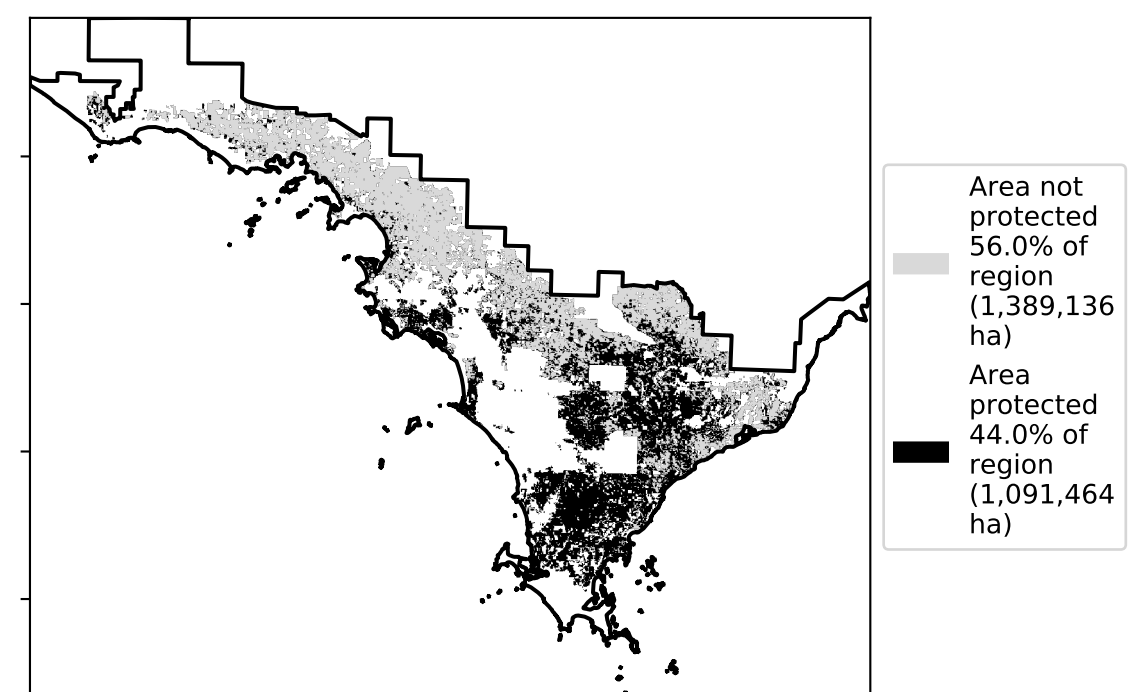 Area not
protected
56.0% of
region
(1,389,136
ha)
Area
protected
44.0% of
region
(1,091,464
ha)